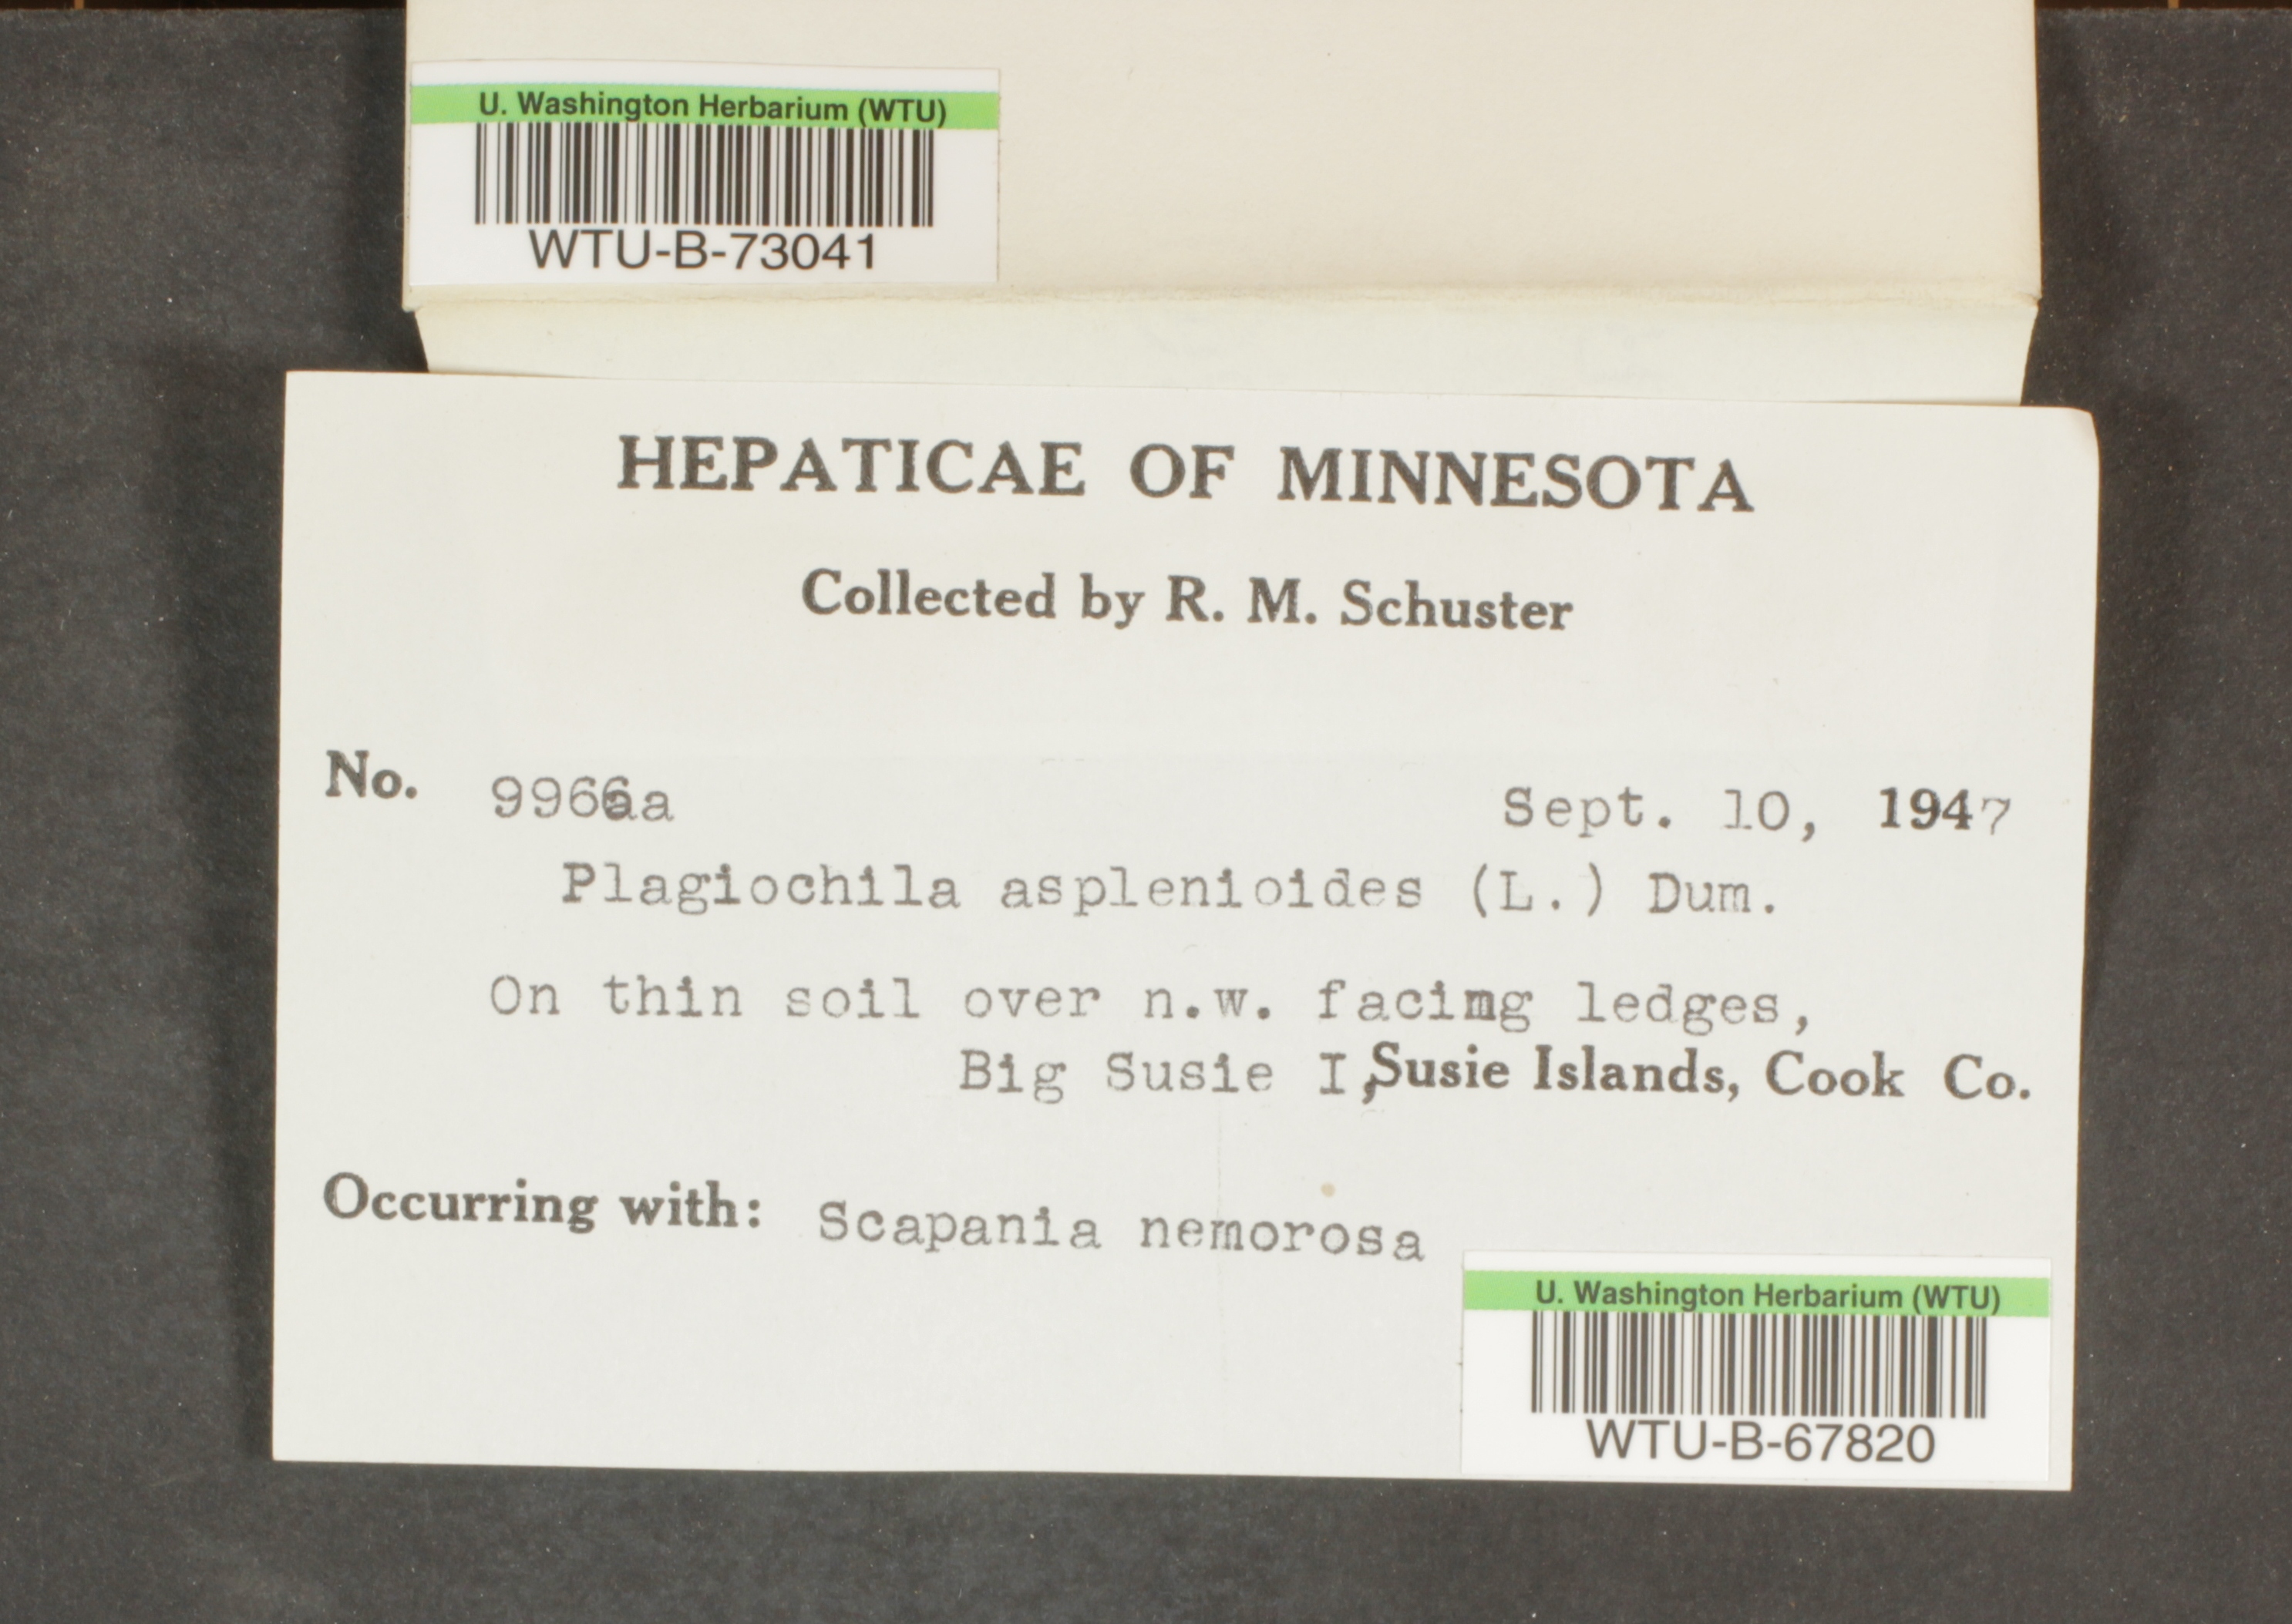 U. Washington Herbarium (WTU)
WTU-B-73041
HEPATICAE OF MINNESOTA
Collected by R. M. Schuster
No. 9966a Sept. 10, 1947
Plagiochila asplenioides (L.) Dum.
On thin soil over n.w. facing ledges,
Big Susie I, Susie Islands, Cook Co.
Occurring with: Scapania nemorosa
U. Washington Herbarium (WTU)
WTU-B-67820